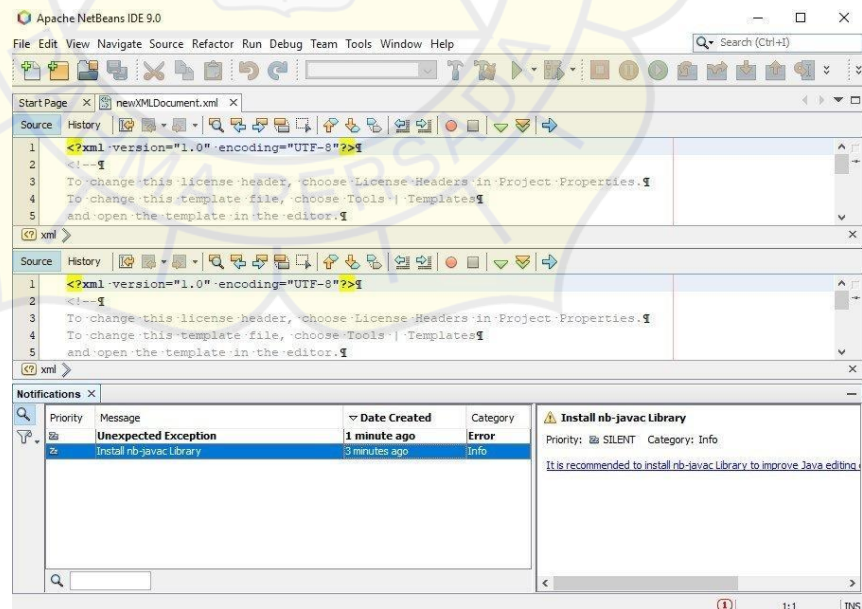 Apache NetBeans IDE 9.0
File Edit View Navigate Source Refactor Run Debug Team Tools Window Help
Search (Ctrl+I)
Start Page newXMLDocument.xml
Source History
1 <?xml version="1.0" encoding="UTF-8"?>¶
2 <!--¶
3 To change this license header, choose License Headers in Project Properties.¶
4 To change this template file, choose Tools | Templates¶
5 and open the template in the editor.¶
xml
Source History
1 <?xml version="1.0" encoding="UTF-8"?>¶
2 <!--¶
3 To change this license header, choose License Headers in Project Properties.¶
4 To change this template file, choose Tools | Templates¶
5 and open the template in the editor.¶
xml
Notifications
Priority Message Date Created Category
Unexpected Exception 1 minute ago Error
Install nb-javac Library 3 minutes ago Info
Install nb-javac Library
Priority: SILENT Category: Info
It is recommended to install nb-javac Library to improve Java editing
1 1:1 INS